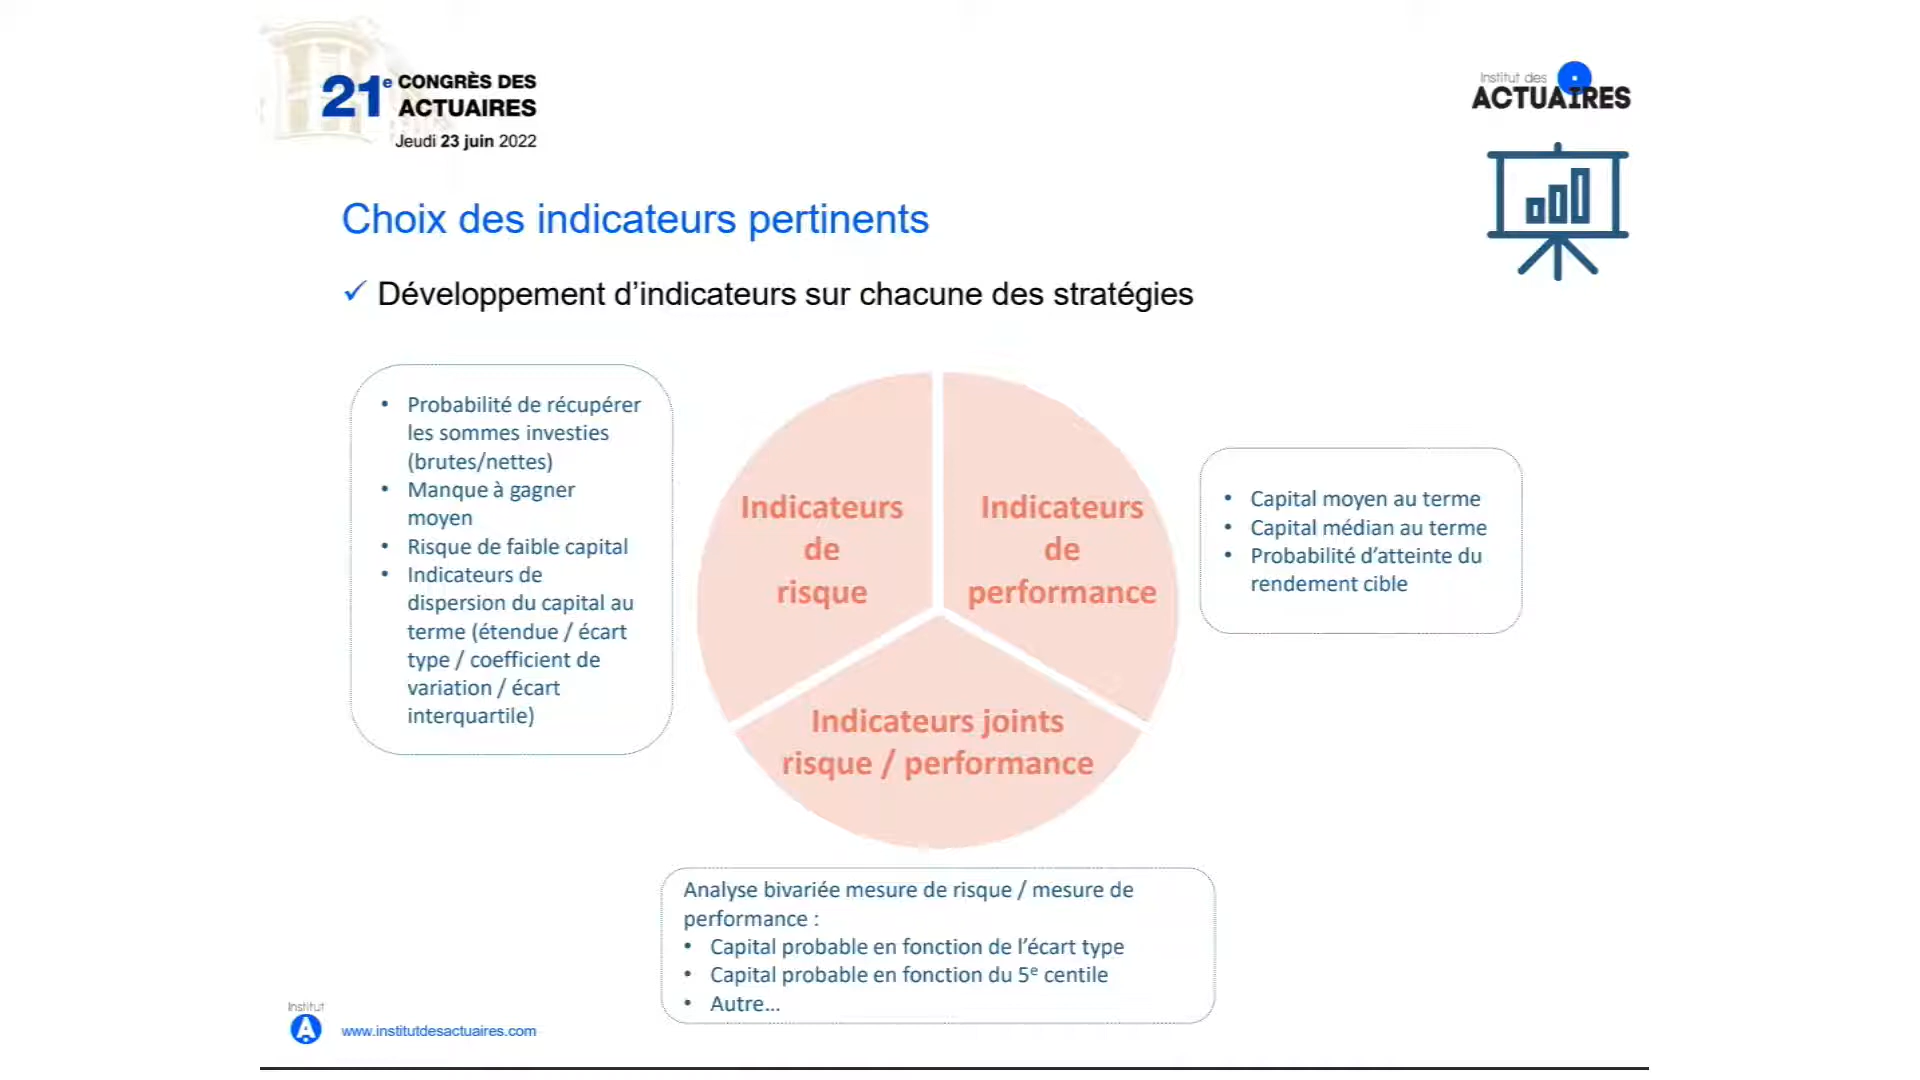 21e CONGRÈS DES
ACTUAIRES
Jeudi 23 juin 2022
Institut des
ACTUAIRES
Choix des indicateurs pertinents
✓ Développement d’indicateurs sur chacune des stratégies
• Probabilité de récupérer
les sommes investies
(brutes/nettes)
• Manque à gagner
moyen
• Risque de faible capital
• Indicateurs de
dispersion du capital au
terme (étendue / écart
type / coefficient de
variation / écart
interquartile)
Indicateurs
de
risque
Indicateurs
de
performance
• Capital moyen au terme
• Capital médian au terme
• Probabilité d’atteinte du
rendement cible
Indicateurs joints
risque / performance
Analyse bivariée mesure de risque / mesure de
performance :
• Capital probable en fonction de l’écart type
• Capital probable en fonction du 5e centile
• Autre...
Institut
A
www.institutdesactuaires.com